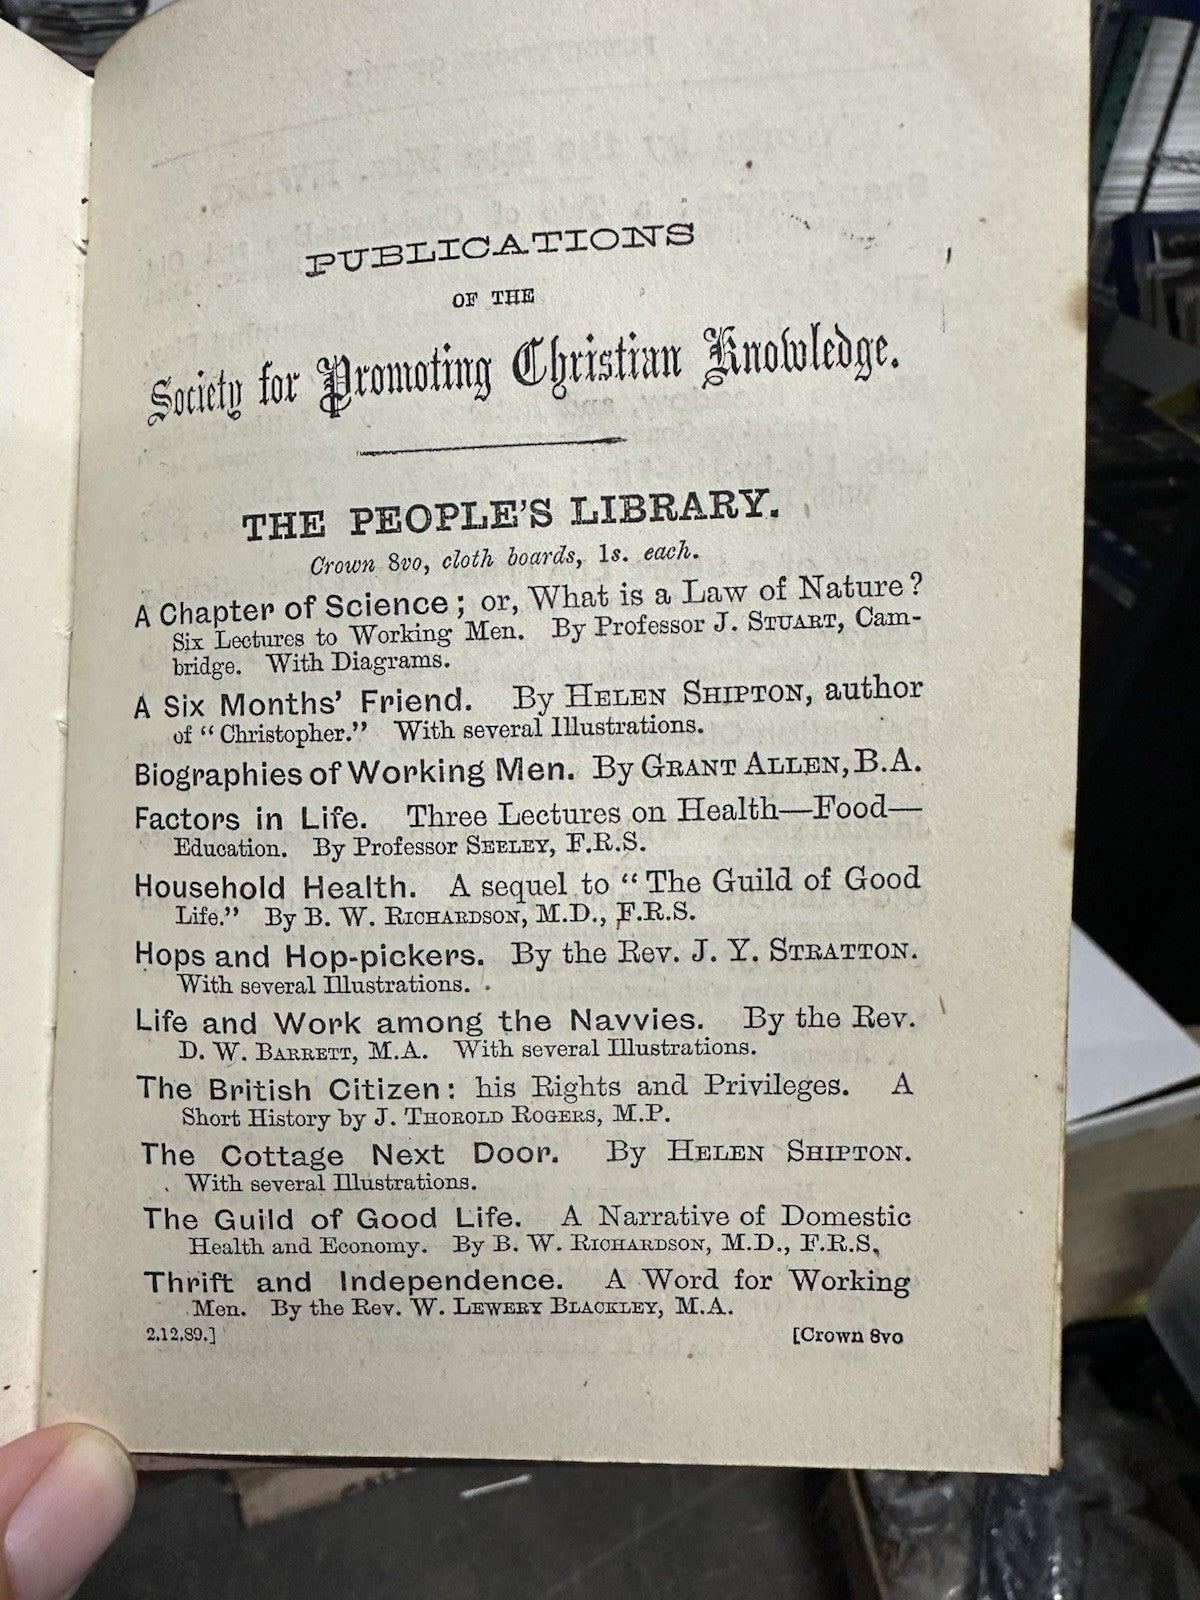 PUBLICATIONS
OF THE
Society for Promoting Christian Knowledge.
THE PEOPLE'S LIBRARY.
Crown 8vo, cloth boards, 1s. each.
A Chapter of Science; or, What is a Law of Nature?
Six Lectures to Working Men. By Professor J. STUART, Cam-
bridge. With Diagrams.
A Six Months' Friend. By HELEN SHIPTON, author
of "Christopher." With several Illustrations.
Biographies of Working Men. By GRANT ALLEN, B.A.
Factors in Life. Three Lectures on Health—Food—
Education. By Professor SEELEY, F.R.S.
Household Health. A sequel to "The Guild of Good
Life." By B. W. RICHARDSON, M.D., F.R.S.
Hops and Hop-pickers. By the Rev. J. Y. STRATTON.
With several Illustrations.
Life and Work among the Navvies. By the Rev.
D. W. BARRETT, M.A. With several Illustrations.
The British Citizen: his Rights and Privileges. A
Short History by J. THOROLD ROGERS, M.P.
The Cottage Next Door. By HELEN SHIPTON.
With several Illustrations.
The Guild of Good Life. A Narrative of Domestic
Health and Economy. By B. W. RICHARDSON, M.D., F.R.S.
Thrift and Independence. A Word for Working
Men. By the Rev. W. LEWERY BLACKLEY, M.A.
2.12.89.] [Crown 8vo